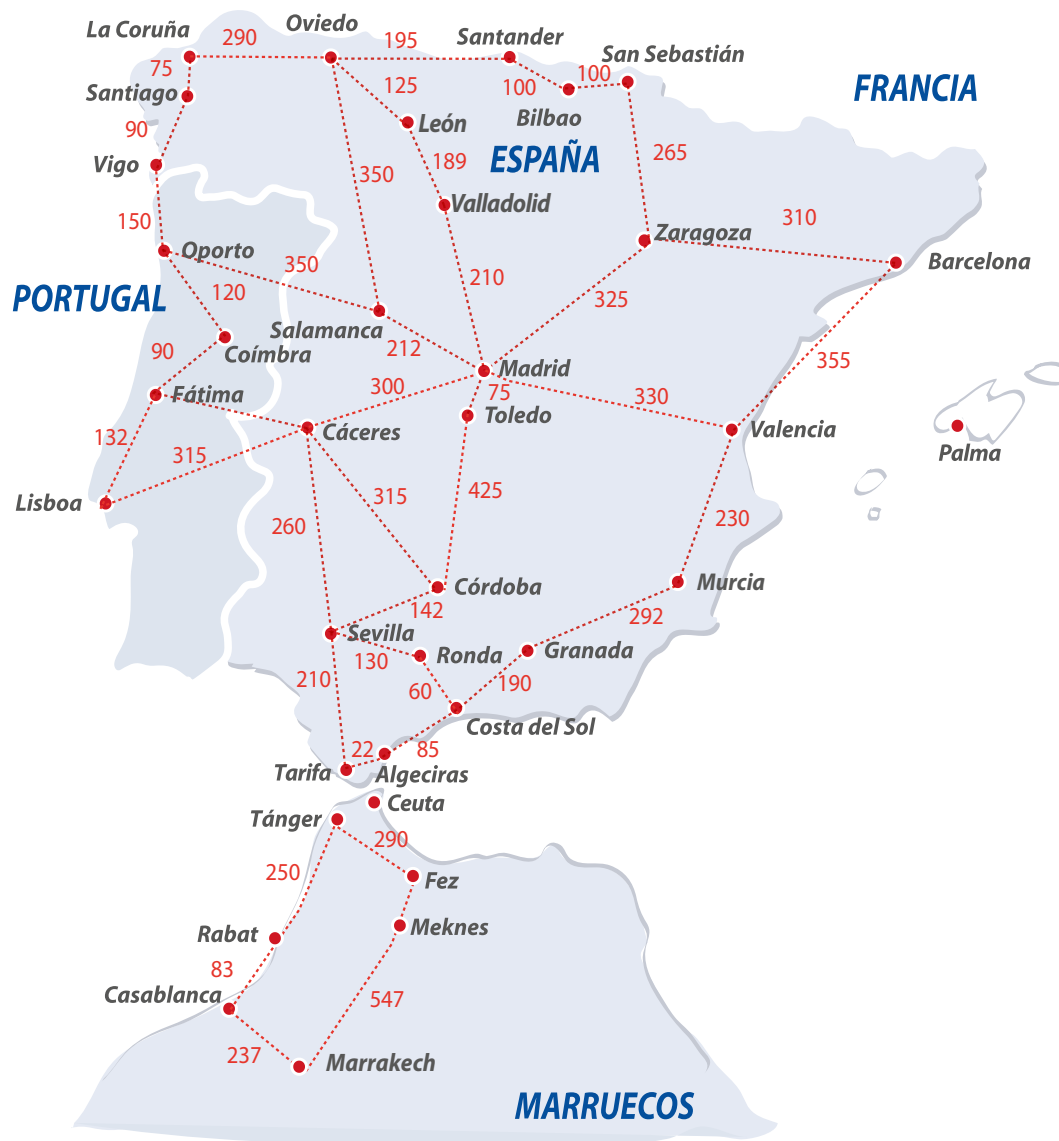 La Coruña
290
Oviedo
195
Santander
San Sebastián
75
100
100
FRANCIA
Santiago
125
Bilbao
90
León
ESPAÑA
265
Vigo
350
189
150
Valladolid
310
Oporto
350
Zaragoza
Barcelona
PORTUGAL
120
210
325
Salamanca
212
90
Coímbra
355
Madrid
Fátima
300
75
330
Toledo
132
Cáceres
Valencia
315
Palma
Lisboa
315
425
260
230
Córdoba
Murcia
142
292
Sevilla
130
Ronda
Granada
210
60
190
Costa del Sol
22
85
Tarifa
Algeciras
Ceuta
Tánger
290
250
Fez
Rabat
Meknes
83
Casablanca
547
237
Marrakech
MARRUECOS